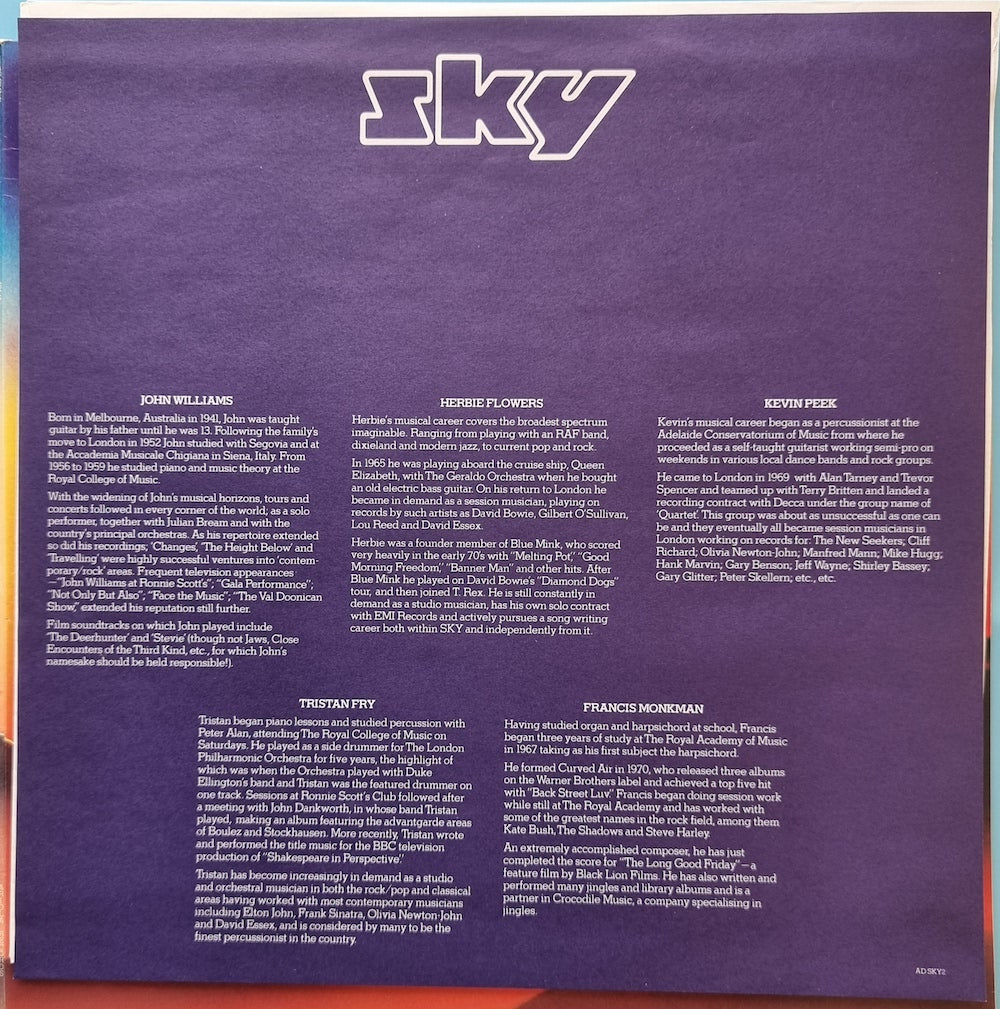 sky
JOHN WILLIAMS
Born in Melbourne, Australia in 1941, John was taught
guitar by his father until he was 13. Following the family's
move to London in 1952 John studied with Segovia and at
the Accademia Musicale Chigiana in Siena, Italy. From
1956 to 1959 he studied piano and music theory at the
Royal College of Music.
With the widening of John's musical horizons, tours and
concerts followed in every corner of the world; as a solo
performer, together with Julian Bream and with the
country's principal orchestras. As his repertoire extended
so did his recordings; 'Changes', 'The Height Below' and
'Travelling' were highly successful ventures into 'contem-
porary/rock' areas. Frequent television appearances
—"John Williams at Ronnie Scott's"; "Gala Performance";
"Not Only But Also"; "Face the Music"; "The Val Doonican
Show," extended his reputation still further.
Film soundtracks on which John played include
'The Deerhunter' and 'Stevie' (though not Jaws, Close
Encounters of the Third Kind, etc., for which John's
namesake should be held responsible!).
HERBIE FLOWERS
Herbie's musical career covers the broadest spectrum
imaginable. Ranging from playing with an RAF band,
dixieland and modern jazz, to current pop and rock.
In 1965 he was playing aboard the cruise ship, Queen
Elizabeth, with The Geraldo Orchestra when he bought
an old electric bass guitar. On his return to London he
became in demand as a session musician, playing on
records by such artists as David Bowie, Gilbert O'Sullivan,
Lou Reed and David Essex.
Herbie was a founder member of Blue Mink, who scored
very heavily in the early 70's with "Melting Pot," "Good
Morning Freedom," "Banner Man" and other hits. After
Blue Mink he played on David Bowie's "Diamond Dogs"
tour, and then joined T. Rex. He is still constantly in
demand as a studio musician, has his own solo contract
with EMI Records and actively pursues a song writing
career both within SKY and independently from it.
KEVIN PEEK
Kevin's musical career began as a percussionist at the
Adelaide Conservatorium of Music from where he
proceeded as a self-taught guitarist working semi-pro on
weekends in various local dance bands and rock groups.
He came to London in 1969 with Alan Tarney and Trevor
Spencer and teamed up with Terry Britten and landed a
recording contract with Decca under the group name of
'Quartet'. This group was about as unsuccessful as one can
be and they eventually all became session musicians in
London working on records for: The New Seekers; Cliff
Richard; Olivia Newton-John; Manfred Mann; Mike Hugg;
Hank Marvin; Gary Benson; Jeff Wayne; Shirley Bassey;
Gary Glitter; Peter Skellern; etc., etc.
TRISTAN FRY
Tristan began piano lessons and studied percussion with
Peter Alan, attending The Royal College of Music on
Saturdays. He played as a side drummer for The London
Philharmonic Orchestra for five years, the highlight of
which was when the Orchestra played with Duke
Ellington's band and Tristan was the featured drummer on
one track. Sessions at Ronnie Scott's Club followed after
a meeting with John Dankworth, in whose band Tristan
played, making an album featuring the advantgarde areas
of Boulez and Stockhausen. More recently, Tristan wrote
and performed the title music for the BBC television
production of "Shakespeare in Perspective".
Tristan has become increasingly in demand as a studio
and orchestral musician in both the rock/pop and classical
areas having worked with most contemporary musicians
including Elton John, Frank Sinatra, Olivia Newton-John
and David Essex, and is considered by many to be the
finest percussionist in the country.
FRANCIS MONKMAN
Having studied organ and harpsichord at school, Francis
began three years of study at The Royal Academy of Music
in 1967 taking as his first subject the harpsichord.
He formed Curved Air in 1970, who released three albums
on the Warner Brothers label and achieved a top five hit
with "Back Street Luv." Francis began doing session work
while still at The Royal Academy and has worked with
some of the greatest names in the rock field, among them
Kate Bush, The Shadows and Steve Harley.
An extremely accomplished composer, he has just
completed the score for "The Long Good Friday"—a
feature film by Black Lion Films. He has also written and
performed many jingles and library albums and is a
partner in Crocodile Music, a company specialising in
jingles.
ADSKY2